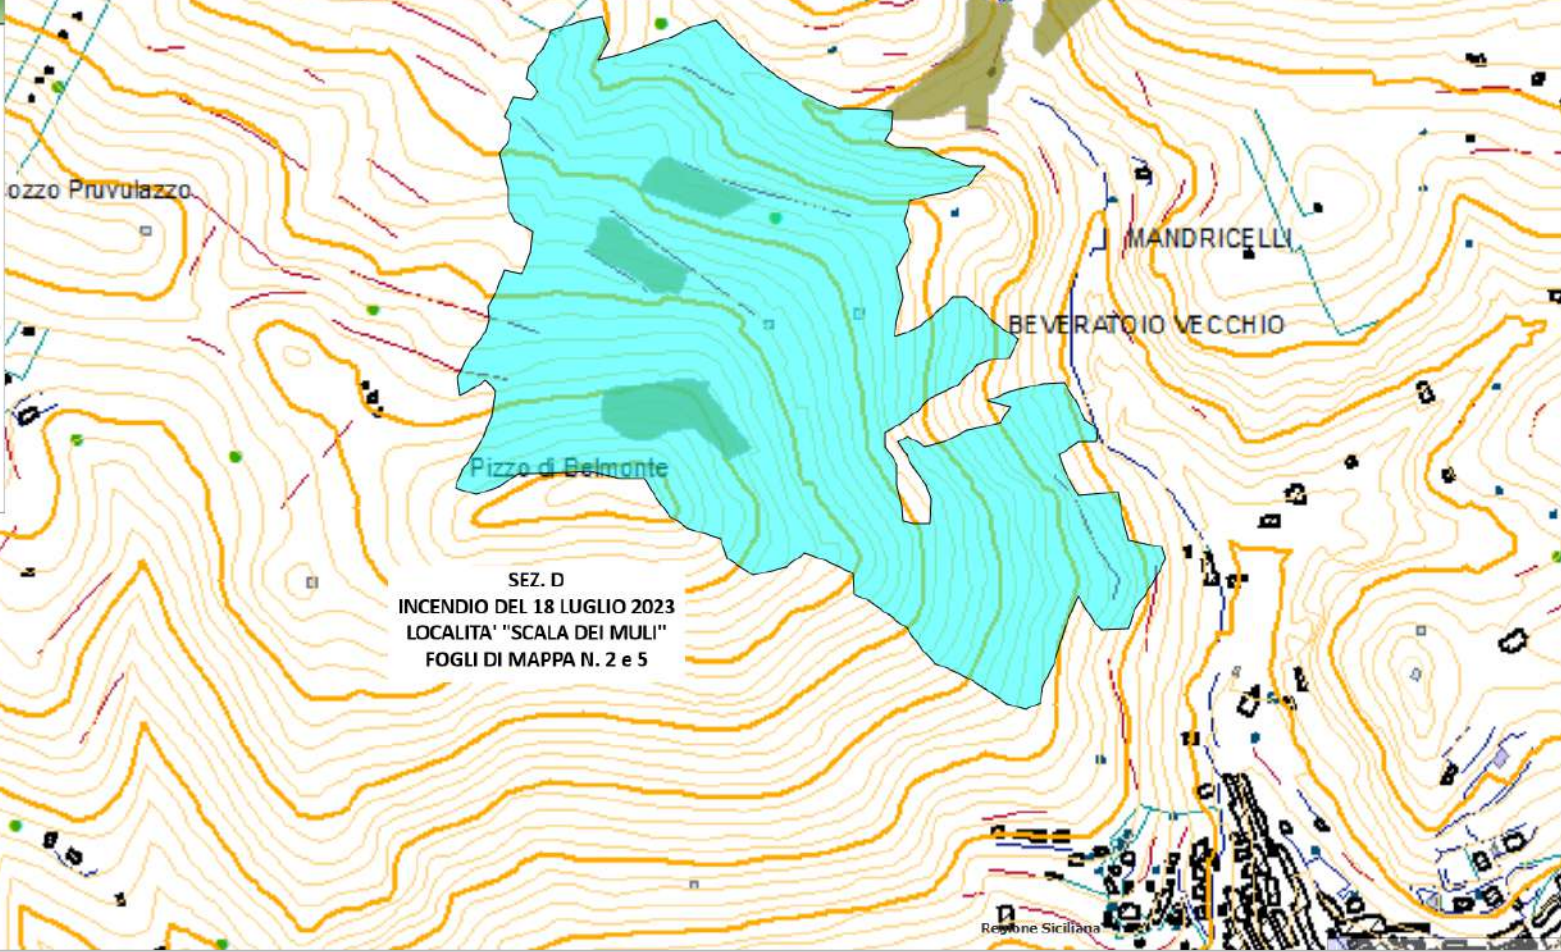 ozzo Pruvulazzo
MANDRICELLI
BEVERATOIO VECCHIO
Pizzo di Belmonte
SEZ. D
INCENDIO DEL 18 LUGLIO 2023
LOCALITA' "SCALA DEI MULI"
FOGLI DI MAPPA N. 2 e 5
Regione Siciliana